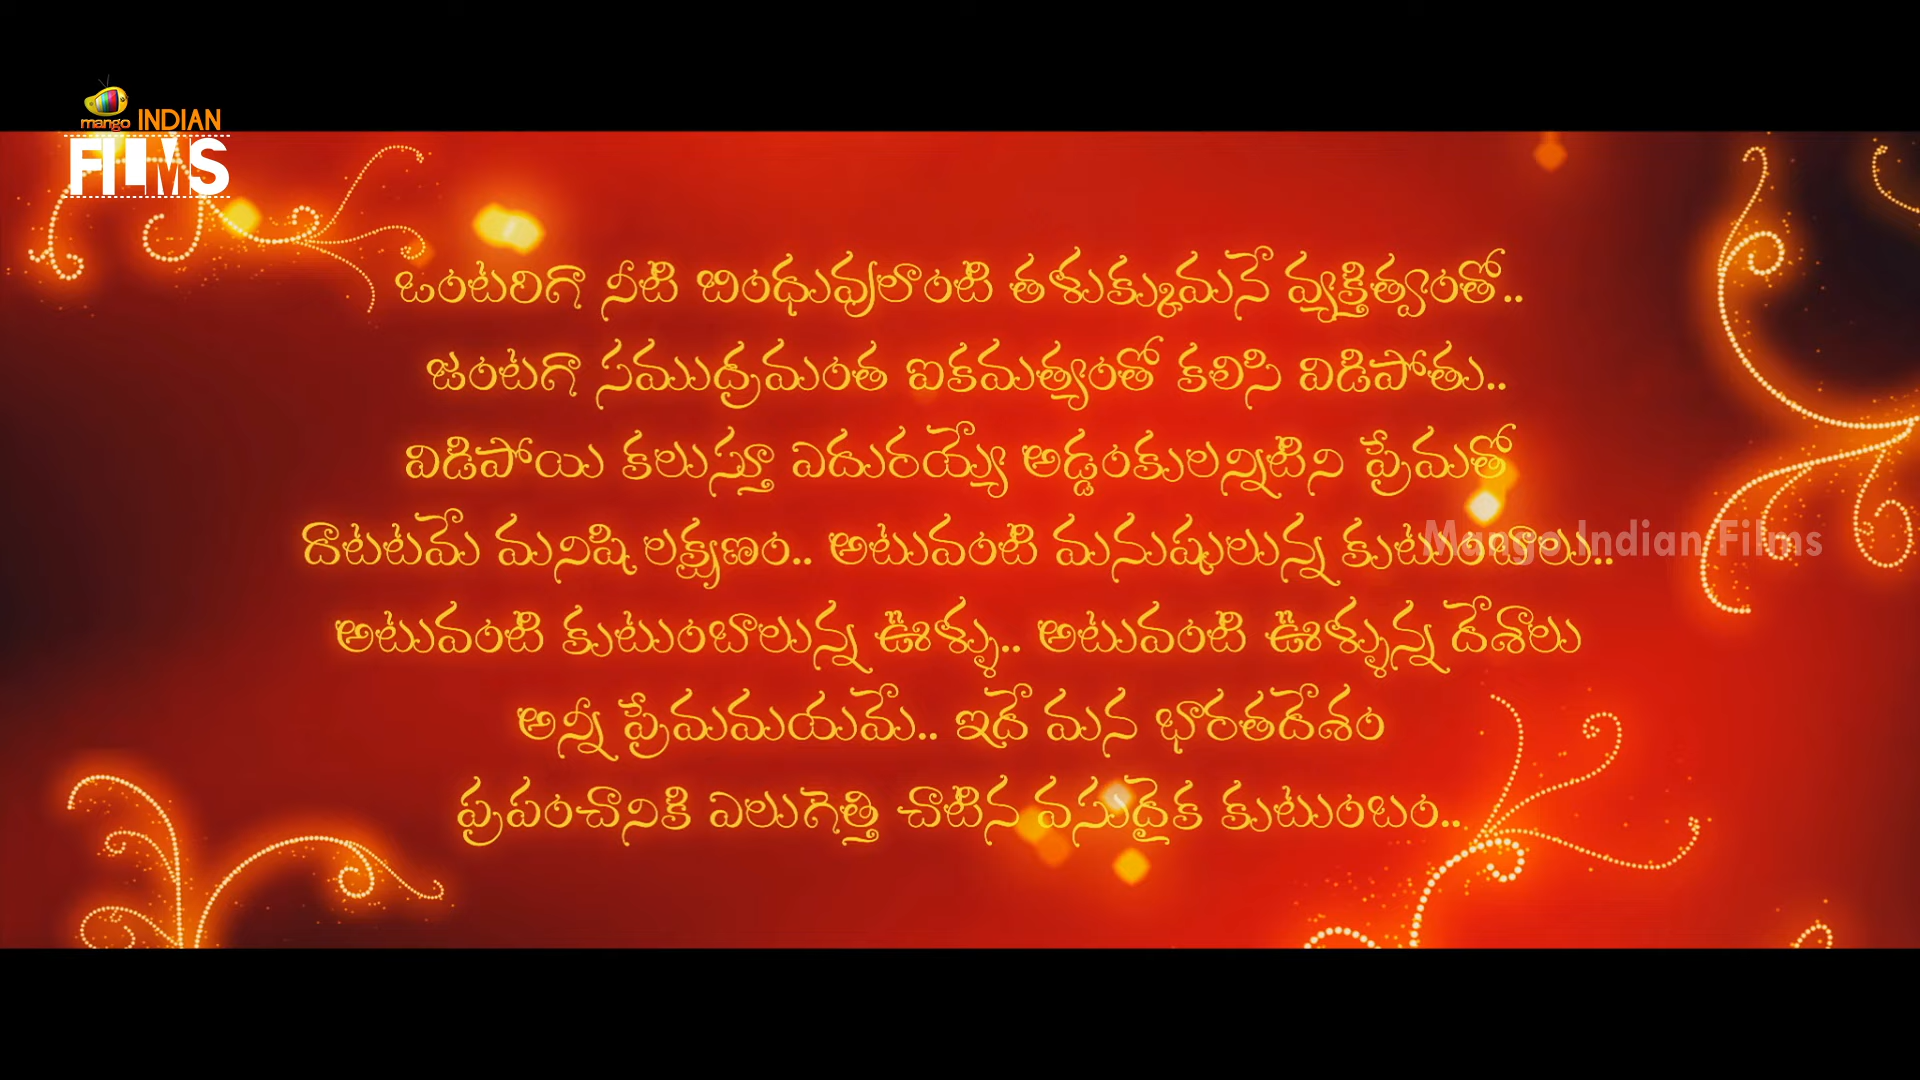 mango INDIAN
FILMS
ఒంటరిగా నీటి బింధువులాంటి తళుక్కుమనే వ్యక్తిత్వంతో..
జంటగా సముద్రమంత ఐకమత్యంతో కలిసి విడిపోతు..
విడిపోయి కలుస్తూ ఎదురయ్యే అడ్డంకులన్నిటిని ప్రేమతో
దాటటమే మనిషి లక్షణం.. అటువంటి మనుషులున్న కుటుంబాలు..
Mango Indian Films
అటువంటి కుటుంబాలున్న ఊళ్ళు.. అటువంటి ఊళ్ళున్న దేశాలు
అన్నీ ప్రేమమయమే.. ఇదే మన భారతదేశం
ప్రపంచానికి ఎలుగెత్తి చాటిన వసుదైక కుటుంబం..